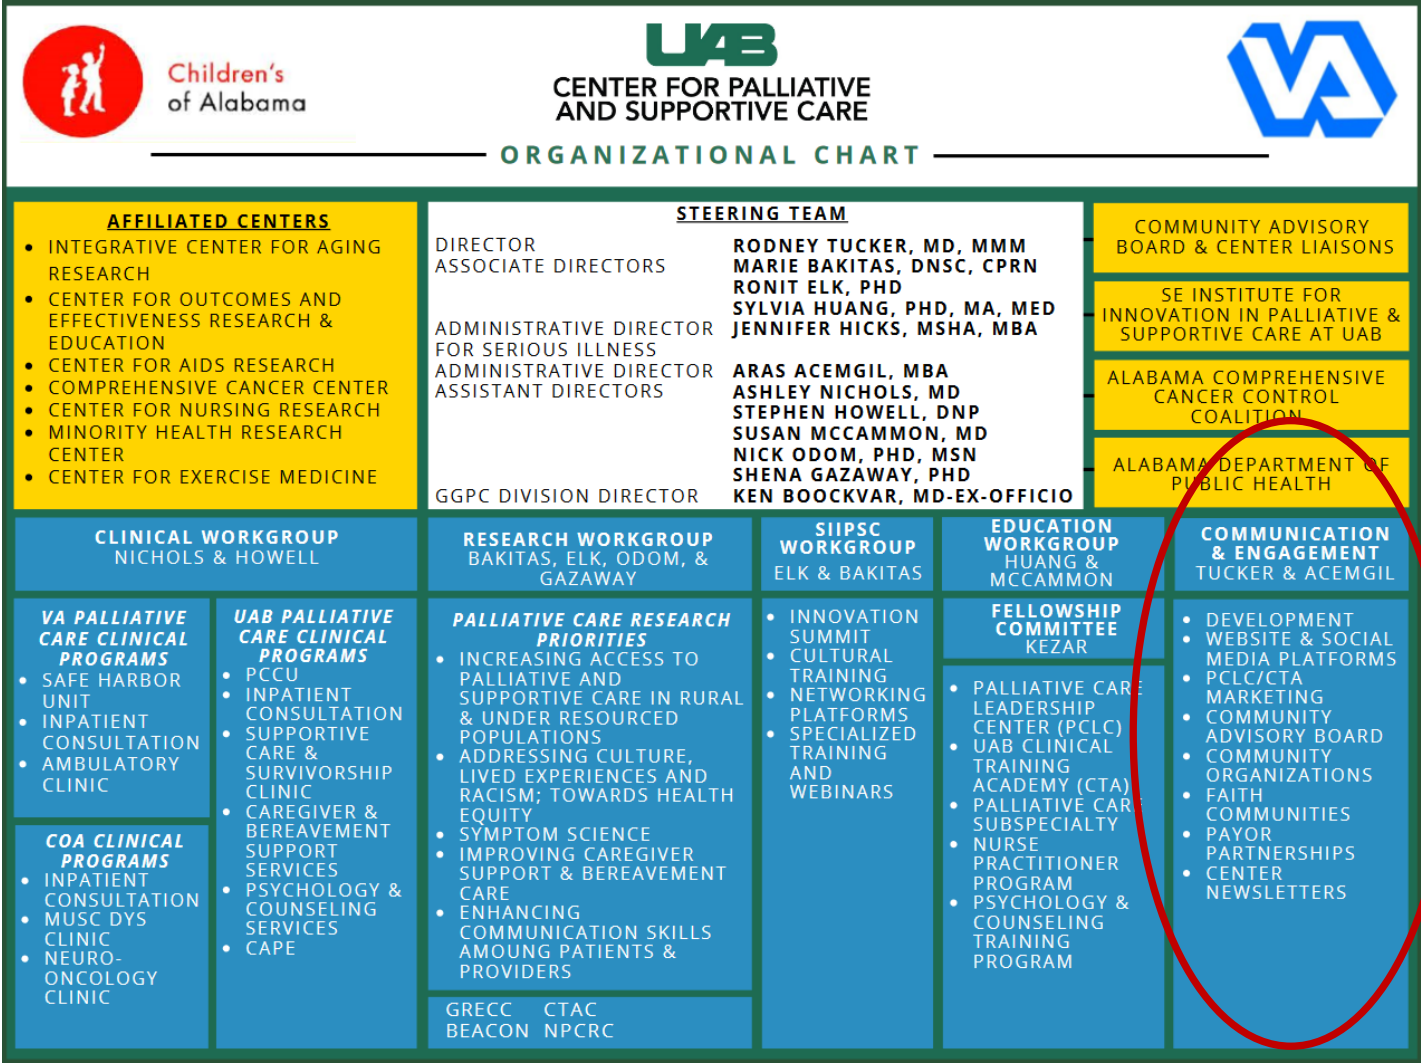 Children's
of Alabama
UAB
CENTER FOR PALLIATIVE
AND SUPPORTIVE CARE
ORGANIZATIONAL CHART
VA
AFFILIATED CENTERS
• INTEGRATIVE CENTER FOR AGING
RESEARCH
• CENTER FOR OUTCOMES AND
EFFECTIVENESS RESEARCH &
EDUCATION
• CENTER FOR AIDS RESEARCH
• COMPREHENSIVE CANCER CENTER
• CENTER FOR NURSING RESEARCH
• MINORITY HEALTH RESEARCH
CENTER
• CENTER FOR EXERCISE MEDICINE
STEERING TEAM
DIRECTOR RODNEY TUCKER, MD, MMM
ASSOCIATE DIRECTORS MARIE BAKITAS, DNSC, CPRN
RONIT ELK, PHD
SYLVIA HUANG, PHD, MA, MED
ADMINISTRATIVE DIRECTOR JENNIFER HICKS, MSHA, MBA
FOR SERIOUS ILLNESS
ADMINISTRATIVE DIRECTOR ARAS ACEMGIL, MBA
ASSISTANT DIRECTORS ASHLEY NICHOLS, MD
STEPHEN HOWELL, DNP
SUSAN MCCAMMON, MD
NICK ODOM, PHD, MSN
SHENA GAZAWAY, PHD
GGPC DIVISION DIRECTOR KEN BOOCKVAR, MD-EX-OFFICIO
COMMUNITY ADVISORY
BOARD & CENTER LIAISONS
SE INSTITUTE FOR
INNOVATION IN PALLIATIVE &
SUPPORTIVE CARE AT UAB
ALABAMA COMPREHENSIVE
CANCER CONTROL
COALITION
ALABAMA DEPARTMENT OF
PUBLIC HEALTH
CLINICAL WORKGROUP
NICHOLS & HOWELL
VA PALLIATIVE
CARE CLINICAL
PROGRAMS
• SAFE HARBOR
UNIT
• INPATIENT
CONSULTATION
• AMBULATORY
CLINIC
COA CLINICAL
PROGRAMS
• INPATIENT
CONSULTATION
• MUSC DYS
CLINIC
• NEURO-
ONCOLOGY
CLINIC
UAB PALLIATIVE
CARE CLINICAL
PROGRAMS
• PCCU
• INPATIENT
CONSULTATION
• SUPPORTIVE
CARE &
SURVIVORSHIP
CLINIC
• CAREGIVER &
BEREAVEMENT
SUPPORT
SERVICES
• PSYCHOLOGY &
COUNSELING
SERVICES
• CAPE
RESEARCH WORKGROUP
BAKITAS, ELK, ODOM, &
GAZAWAY
PALLIATIVE CARE RESEARCH
PRIORITIES
• INCREASING ACCESS TO
PALLIATIVE AND
SUPPORTIVE CARE IN RURAL
& UNDER RESOURCED
POPULATIONS
• ADDRESSING CULTURE,
LIVED EXPERIENCES AND
RACISM; TOWARDS HEALTH
EQUITY
• SYMPTOM SCIENCE
• IMPROVING CAREGIVER
SUPPORT & BEREAVEMENT
CARE
• ENHANCING
COMMUNICATION SKILLS
AMOUNG PATIENTS &
PROVIDERS
GRECC CTAC
BEACON NPCRC
SIIPSC
WORKGROUP
ELK & BAKITAS
• INNOVATION
SUMMIT
• CULTURAL
TRAINING
• NETWORKING
PLATFORMS
• SPECIALIZED
TRAINING
AND
WEBINARS
EDUCATION
WORKGROUP
HUANG &
MCCAMMON
FELLOWSHIP
COMMITTEE
KEZAR
• PALLIATIVE CARE
LEADERSHIP
CENTER (PCLC)
• UAB CLINICAL
TRAINING
ACADEMY (CTA)
• PALLIATIVE CARE
SUBSPECIALTY
• NURSE
PRACTITIONER
PROGRAM
• PSYCHOLOGY &
COUNSELING
TRAINING
PROGRAM
COMMUNICATION
& ENGAGEMENT
TUCKER & ACEMGIL
• DEVELOPMENT
• WEBSITE & SOCIAL
MEDIA PLATFORMS
• PCLC/CTA
MARKETING
• COMMUNITY
ADVISORY BOARD
• COMMUNITY
ORGANIZATIONS
• FAITH
COMMUNITIES
• PAYOR
PARTNERSHIPS
• CENTER
NEWSLETTERS